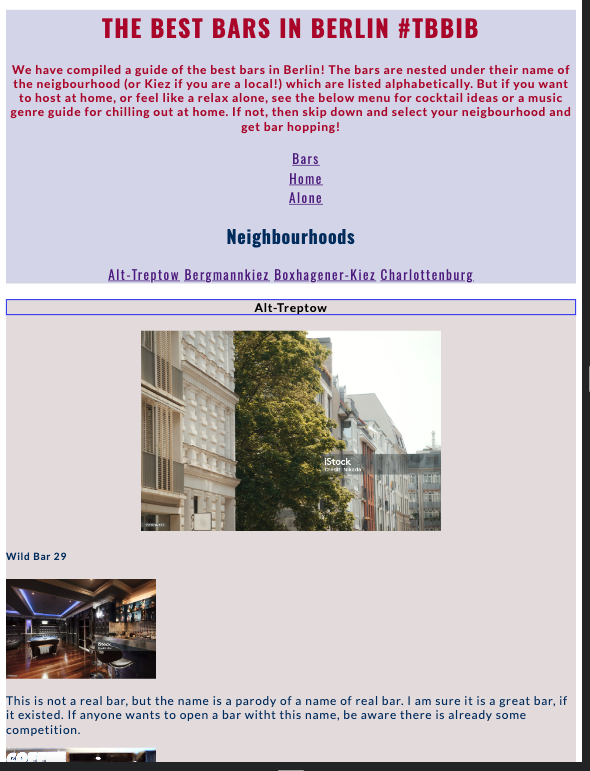 THE BEST BARS IN BERLIN #TBBIB
We have compiled a guide of the best bars in Berlin! The bars are nested under their name of
the neigbourhood (or Kiez if you are a local!) which are listed alphabetically. But if you want
to host at home, or feel like a relax alone, see the below menu for cocktail ideas or a music
genre guide for chilling out at home. If not, then skip down and select your neigbourhood and
get bar hopping!
Bars
Home
Alone
Neighbourhoods
Alt-Treptow Bergmannkiez Boxhagener-Kiez Charlottenburg
Alt-Treptow
iStock
Credit: Nikada
Wild Bar 29
iStock
This is not a real bar, but the name is a parody of a name of real bar. I am sure it is a great bar, if
it existed. If anyone wants to open a bar witht this name, be aware there is already some
competition.